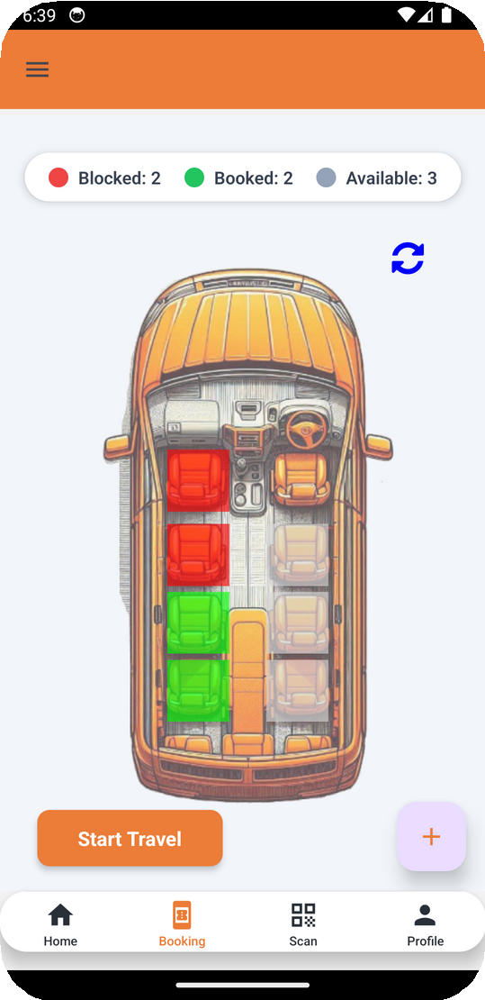 6:39
Blocked: 2
Booked: 2
Available: 3
Start Travel
+
Home
Booking
Scan
Profile